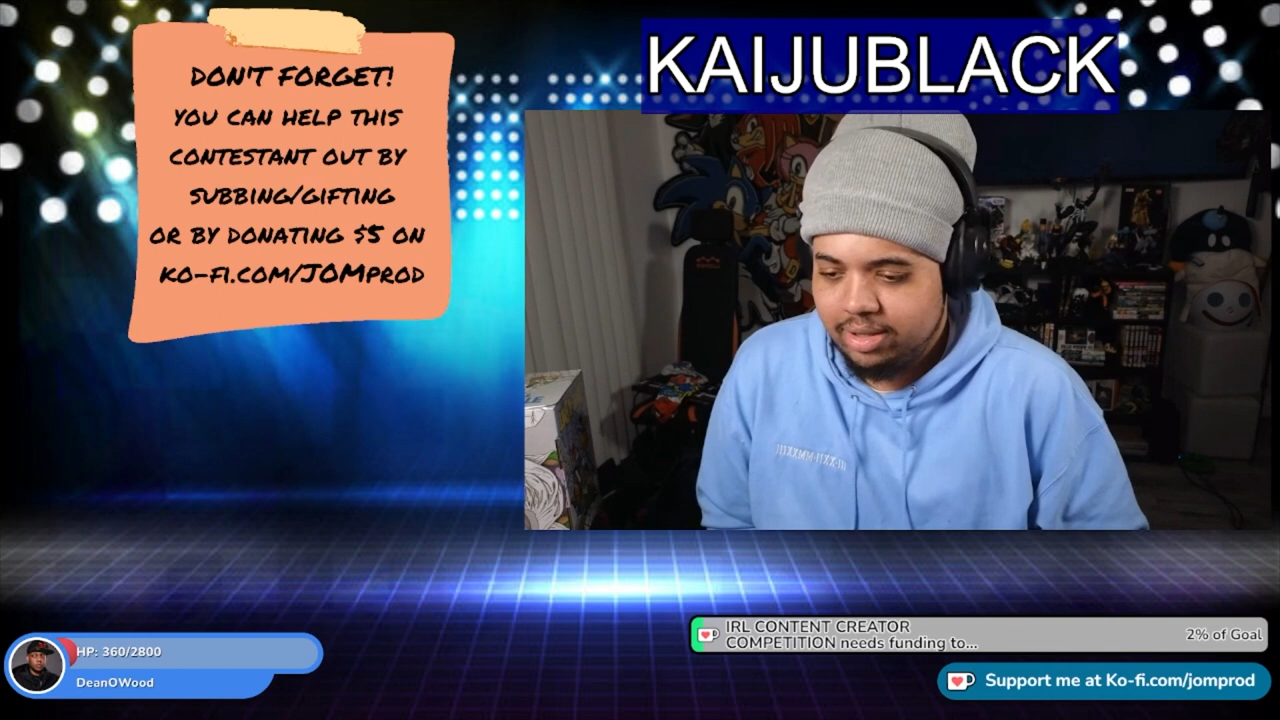 DON'T FORGET!
YOU CAN HELP THIS
CONTESTANT OUT BY
SUBBING/GIFTING
OR BY DONATING $5 ON
KO-FI.COM/JOMPROD
KAIJUBLACK
HP: 360/2800
DeanOWood
IRL CONTENT CREATOR
COMPETITION needs funding to...
2% of Goal
Support me at Ko-fi.com/jomprod